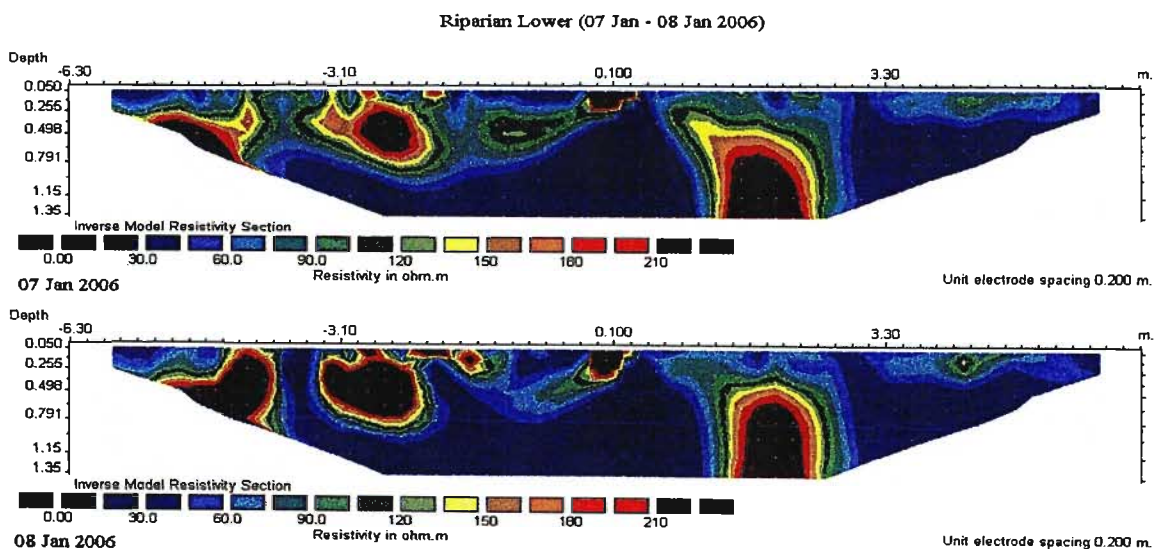 Riparian Lower (07 Jan - 08 Jan 2006)
Depth
-6.30 -3.10 0.100 3.30 m.
0.050
0.255
0.498
0.791
1.15
1.35
Inverse Model Resistivity Section
0.00 30.0 60.0 90.0 120 150 180 210
Resistivity in ohm.m
Unit electrode spacing 0.200 m.
07 Jan 2006
Depth
-6.30 -3.10 0.100 3.30 m.
0.050
0.255
0.498
0.791
1.15
1.35
Inverse Model Resistivity Section
0.00 30.0 60.0 90.0 120 150 180 210
Resistivity in ohm.m
Unit electrode spacing 0.200 m.
08 Jan 2006